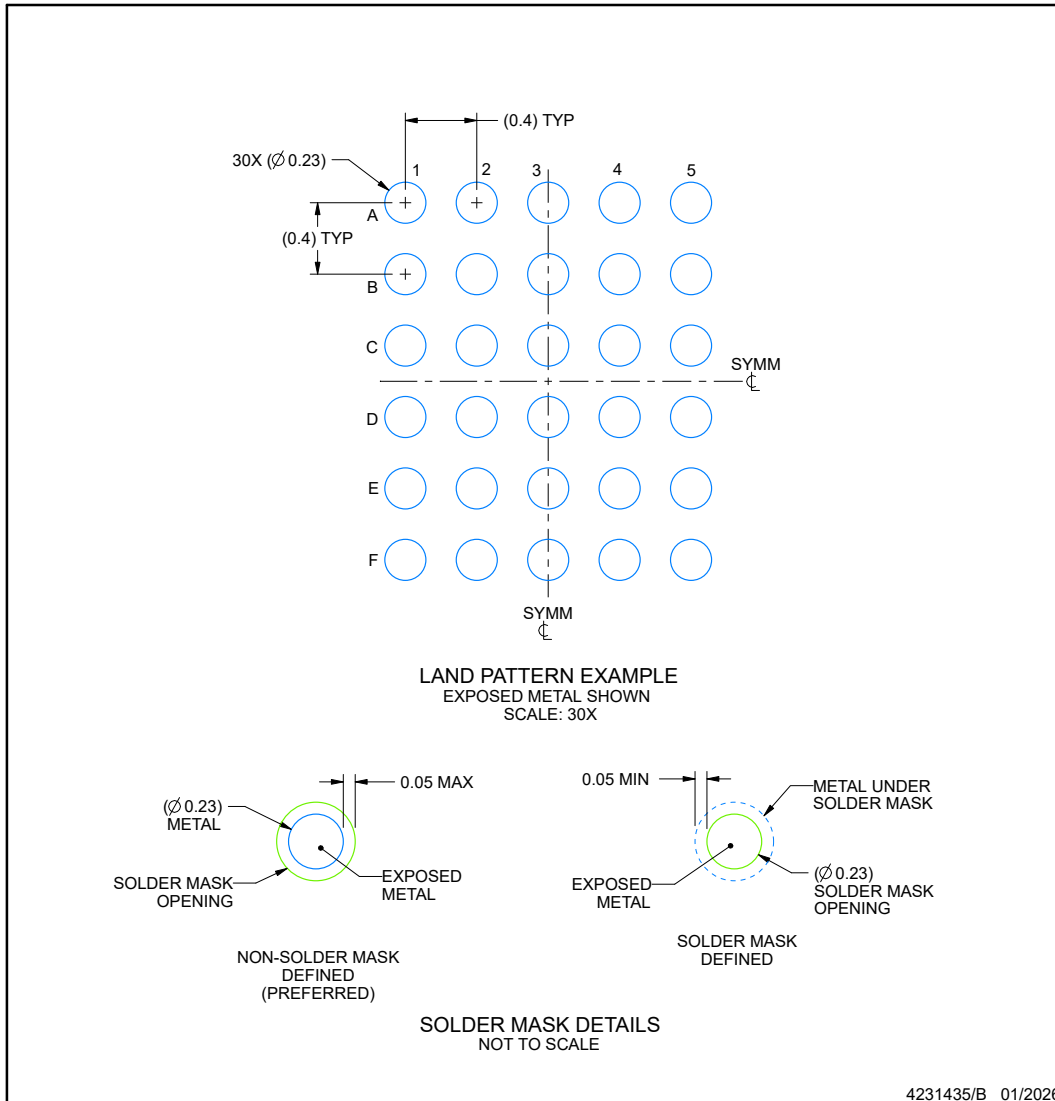 (0.4) TYP
30X (∅ 0.23)
1 2 3 4 5
A
(0.4) TYP
B
C
SYMM
℄
D
E
F
SYMM
℄
LAND PATTERN EXAMPLE
EXPOSED METAL SHOWN
SCALE: 30X
0.05 MAX
(∅ 0.23)
METAL
SOLDER MASK
OPENING
EXPOSED
METAL
NON-SOLDER MASK
DEFINED
(PREFERRED)
0.05 MIN
METAL UNDER
SOLDER MASK
EXPOSED
METAL
(∅ 0.23)
SOLDER MASK
OPENING
SOLDER MASK
DEFINED
SOLDER MASK DETAILS
NOT TO SCALE
4231435/B 01/2026